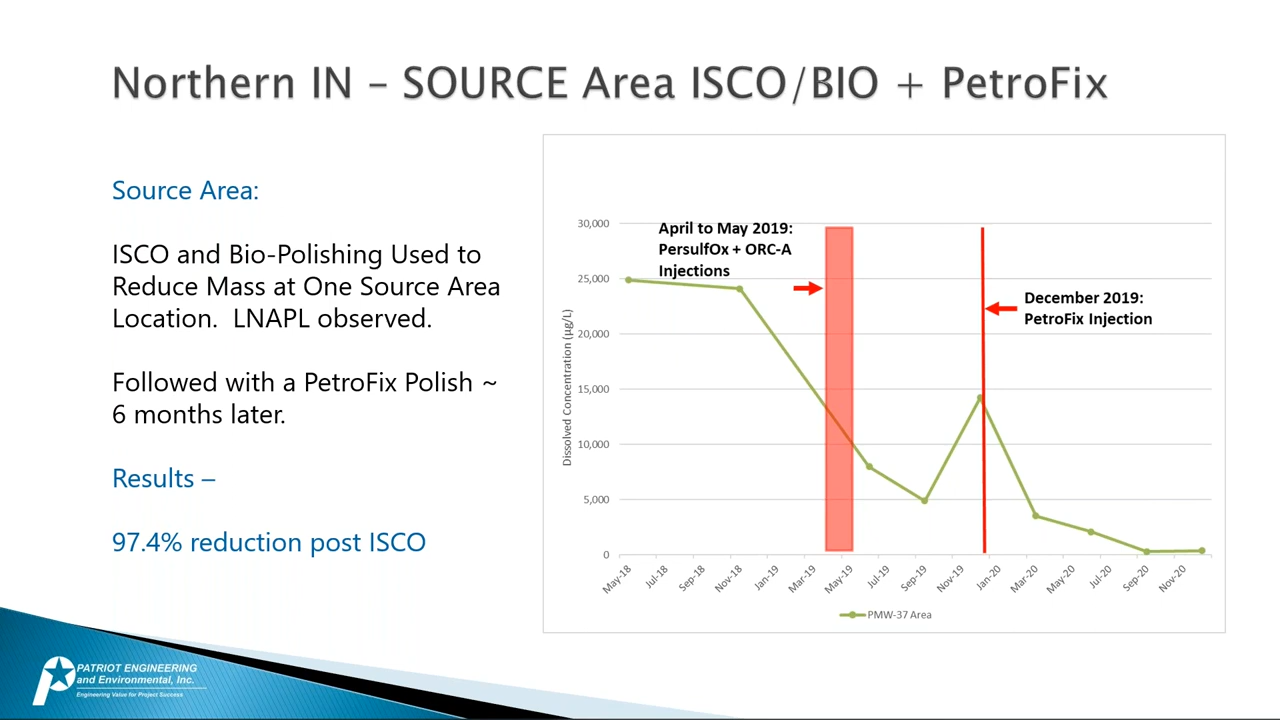 Northern IN – SOURCE Area ISCO/BIO + PetroFix
Source Area:
ISCO and Bio-Polishing Used to
Reduce Mass at One Source Area
Location.  LNAPL observed.
Followed with a PetroFix Polish ~
6 months later.
Results –
97.4% reduction post ISCO
30,000
25,000
20,000
15,000
10,000
5,000
0
Dissolved Concentration (µg/L)
April to May 2019:
PersulfOx + ORC-A
Injections
December 2019:
PetroFix Injection
May-18
Jul-18
Sep-18
Nov-18
Jan-19
Mar-19
May-19
Jul-19
Sep-19
Nov-19
Jan-20
Mar-20
May-20
Jul-20
Sep-20
Nov-20
PMW-37 Area
PATRIOT ENGINEERING
and Environmental, Inc.
Engineering Value for Project Success